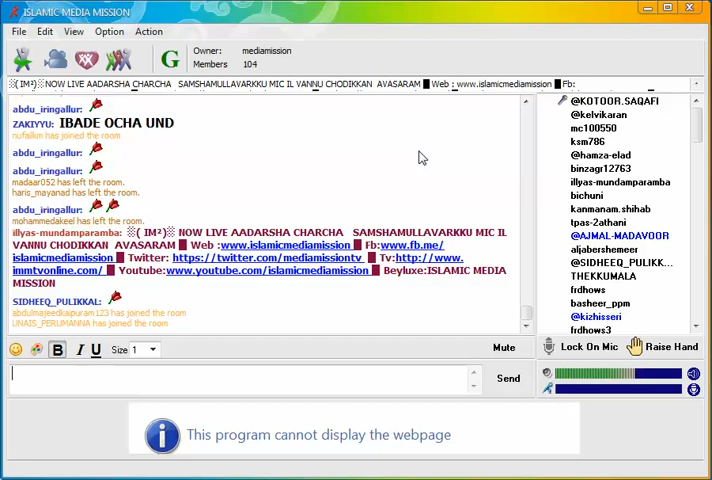 ISLAMIC MEDIA MISSION
File Edit View Option Action
G
Owner: mediamission
Members 104
(IM²) NOW LIVE AADARSHA CHARCHA SAMSHAMULLAVARKKU MIC IL VANNU CHODIKKAN AVASARAM Web : www.islamicmediamission Fb:
abdu_iringallur:
ZAKIYYU: IBADE OCHA UND
nufailkin has joined the room
abdu_iringallur:
abdu_iringallur:
madaar052 has left the room.
haris_mayanad has left the room.
abdu_iringallur:
mohammedakeel has left the room.
illyas-mundamparamba: ( IM²) NOW LIVE AADARSHA CHARCHA SAMSHAMULLAVARKKU MIC IL
VANNU CHODIKKAN AVASARAM Web :www.islamicmediamission Fb:www.fb.me/
islamicmediamission Twitter: https://twitter.com/mediamissiontv Tv:http://www.
immtvonline.com/ Youtube:www.youtube.com/islamicmediamission Beyluxe:ISLAMIC MEDIA
MISSION
SIDHEEQ_PULIKKAL:
abdulmajeedkaipuram123 has joined the room
UNAIS_PERUMANNA has joined the room
@KOTOOR.SAQAFI
@kelvikaran
mc100550
ksm786
@hamza-elad
binzagr12763
illyas-mundamparamba
bichuni
kanmanam.shihab
tpas-2athani
@AJMAL-MADAVOOR
aljabershemeer
@SIDHEEQ_PULIKK...
THEKKUMALA
frdhows
basheer_ppm
@kizhisseri
frdhows3
B I U Size 1 Mute
Lock On Mic Raise Hand
Send
This program cannot display the webpage